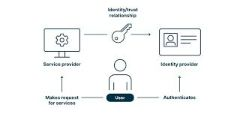 Identity/trust
relationship
Service provider
Identity provider
Makes request
for services
User
Authenticates